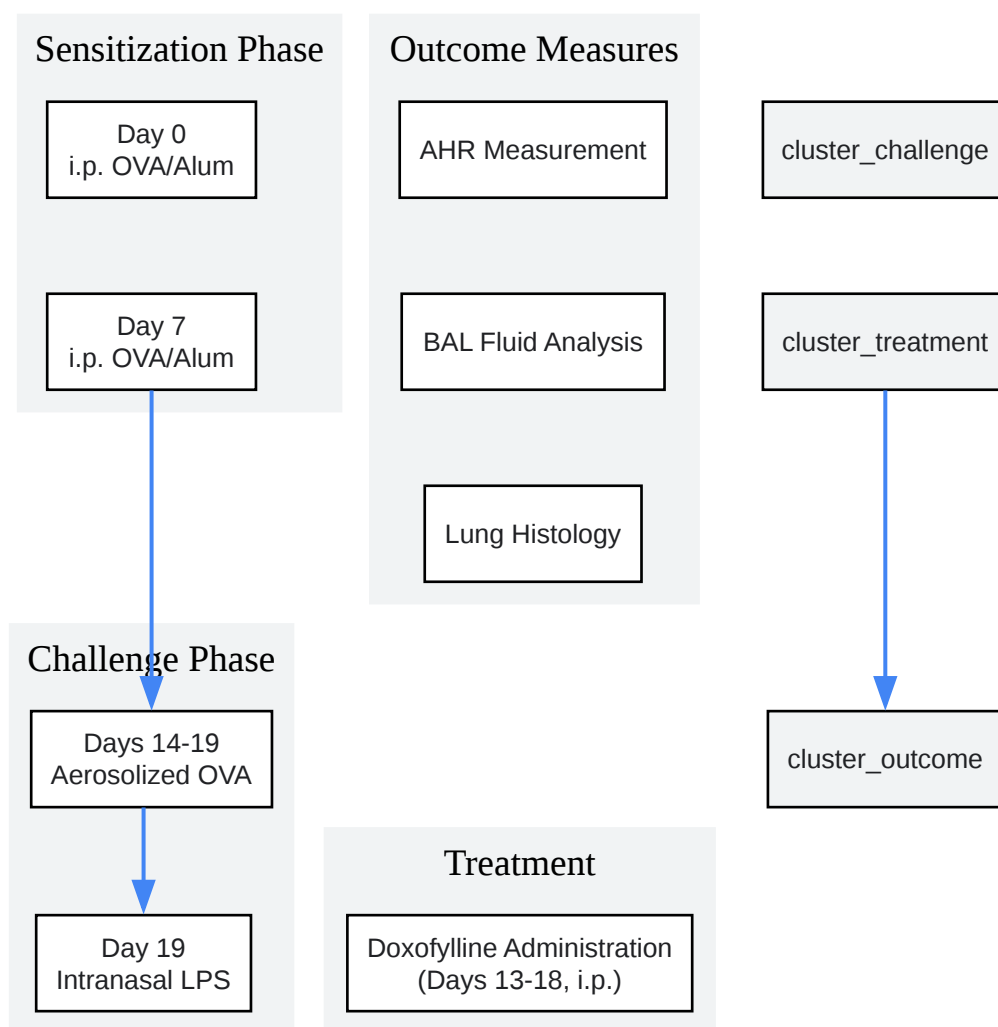 Sensitization Phase
Day 0
i.p. OVA/Alum
Day 7
i.p. OVA/Alum
Outcome Measures
AHR Measurement
BAL Fluid Analysis
Lung Histology
cluster_challenge
cluster_treatment
cluster_outcome
Challenge Phase
Days 14-19
Aerosolized OVA
Day 19
Intranasal LPS
Treatment
Doxofylline Administration
(Days 13-18, i.p.)